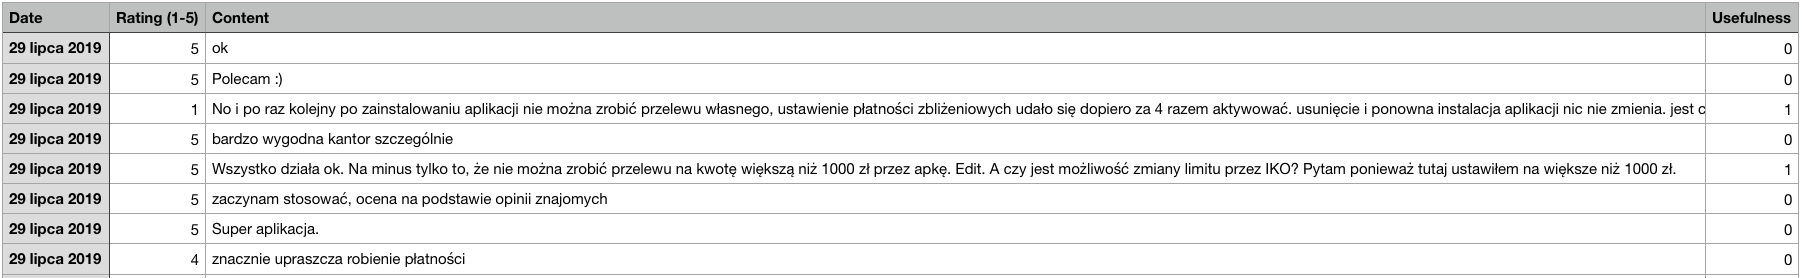 Date Rating (1-5) Content Usefulness
29 lipca 2019 5 ok 0
29 lipca 2019 5 Polecam :) 0
29 lipca 2019 1 No i po raz kolejny po zainstalowaniu aplikacji nie można zrobić przelewu własnego, ustawienie płatności zbliżeniowych udało się dopiero za 4 razem aktywować. usunięcie i ponowna instalacja aplikacji nic nie zmienia. jest c 1
29 lipca 2019 5 bardzo wygodna kantor szczególnie 0
29 lipca 2019 5 Wszystko działa ok. Na minus tylko to, że nie można zrobić przelewu na kwotę większą niż 1000 zł przez apkę. Edit. A czy jest możliwość zmiany limitu przez IKO? Pytam ponieważ tutaj ustawiłem na większe niż 1000 zł. 1
29 lipca 2019 5 zaczynam stosować, ocena na podstawie opinii znajomych 0
29 lipca 2019 5 Super aplikacja. 0
29 lipca 2019 4 znacznie upraszcza robienie płatności 0